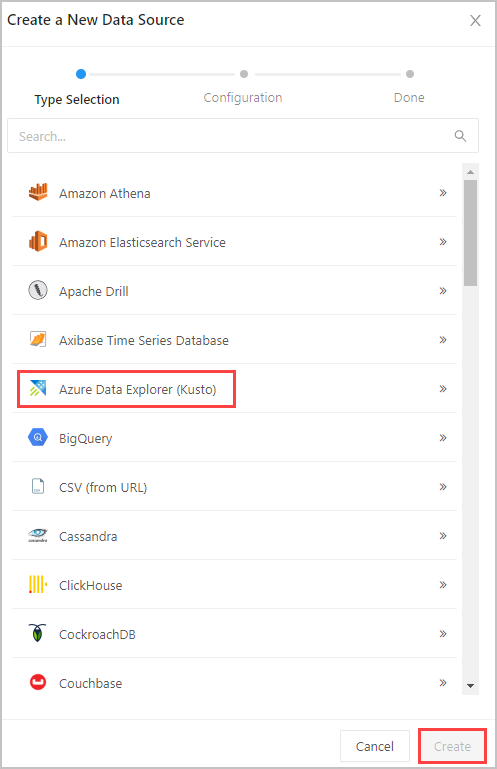 Create a New Data Source
Type Selection
Configuration
Done
Search...
Amazon Athena
Amazon Elasticsearch Service
Apache Drill
Axibase Time Series Database
Azure Data Explorer (Kusto)
BigQuery
CSV (from URL)
Cassandra
cassandra
ClickHouse
CockroachDB
Couchbase
Cancel
Create